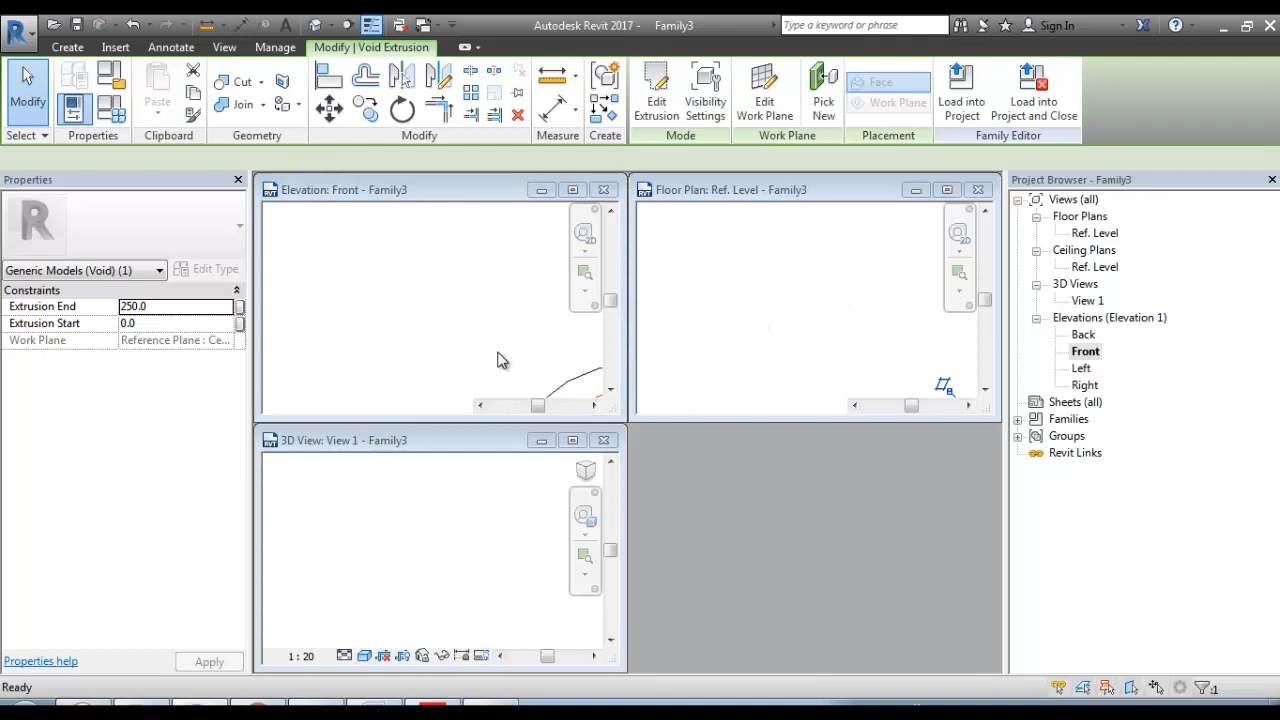 Autodesk Revit 2017 -    Family3
Type a keyword or phrase
Sign In
Create
Insert
Annotate
View
Manage
Modify | Void Extrusion
Modify
Paste
Cut
Join
Edit
Extrusion
Visibility
Settings
Edit
Work Plane
Pick
New
Face
Work Plane
Load into
Project
Load into
Project and Close
Select
Properties
Clipboard
Geometry
Modify
Measure
Create
Mode
Work Plane
Placement
Family Editor
Properties
Generic Models (Void) (1)
Edit Type
Constraints
Extrusion End 250.0
Extrusion Start 0.0
Work Plane Reference Plane : Ce...
Properties help
Apply
Elevation: Front - Family3
2D
Floor Plan: Ref. Level - Family3
2D
3D View: View 1 - Family3
1 : 20
Project Browser - Family3
Views (all)
Floor Plans
Ref. Level
Ceiling Plans
Ref. Level
3D Views
View 1
Elevations (Elevation 1)
Back
Front
Left
Right
Sheets (all)
Families
Groups
Revit Links
Ready
:1